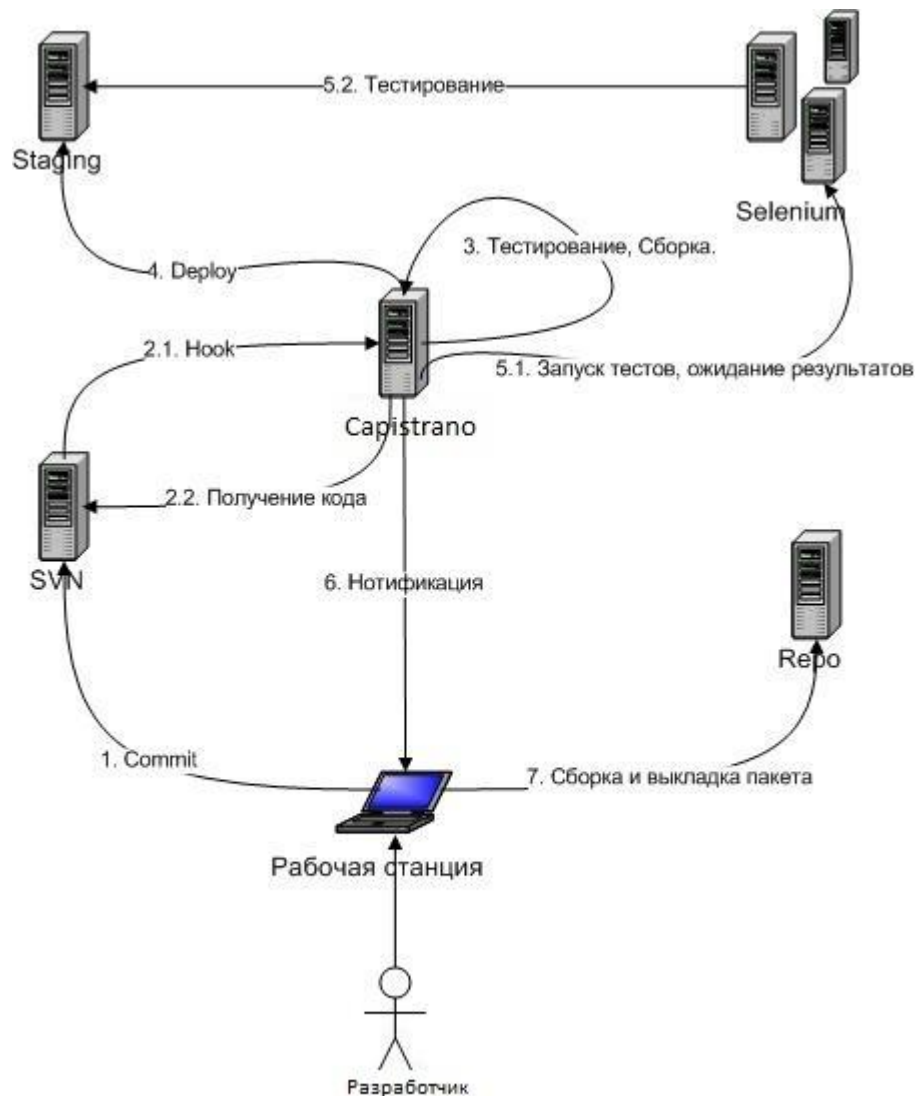 5.2. Тестирование
Staging
Selenium
3. Тестирование, Сборка.
4. Deploy
2.1. Hook
5.1. Запуск тестов, ожидание результатов
Capistrano
2.2. Получение кода
SVN
6. Нотификация
Repo
1. Commit
7. Сборка и выкладка пакета
Рабочая станция
Разработчик